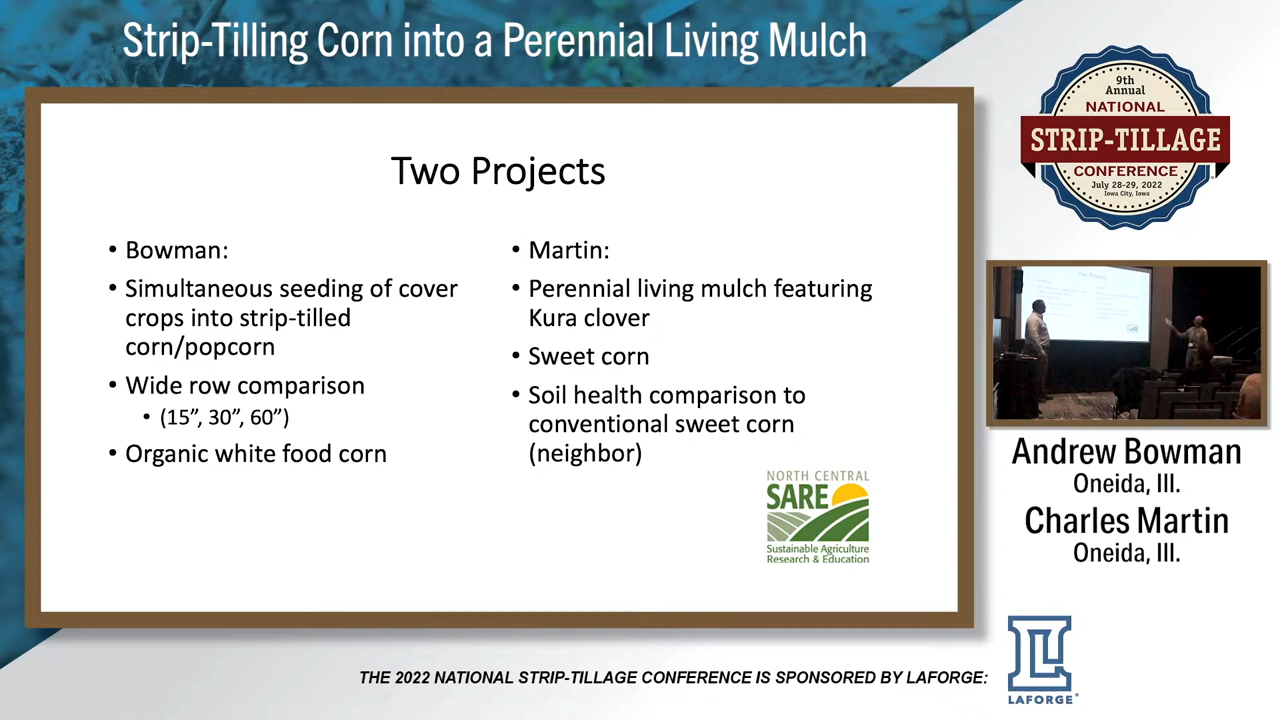 Strip-Tilling Corn into a Perennial Living Mulch
Two Projects
• Bowman:
• Simultaneous seeding of cover
crops into strip-tilled
corn/popcorn
• Wide row comparison
• (15”, 30”, 60”)
• Organic white food corn
• Martin:
• Perennial living mulch featuring
Kura clover
• Sweet corn
• Soil health comparison to
conventional sweet corn
(neighbor)
NORTH CENTRAL
SARE
Sustainable Agriculture
Research & Education
9th
Annual
NATIONAL
STRIP-TILLAGE
CONFERENCE
July 28-29, 2022
Iowa City, Iowa
Two Projects
Andrew Bowman
Oneida, Ill.
Charles Martin
Oneida, Ill.
THE 2022 NATIONAL STRIP-TILLAGE CONFERENCE IS SPONSORED BY LAFORGE:
LAFORGE